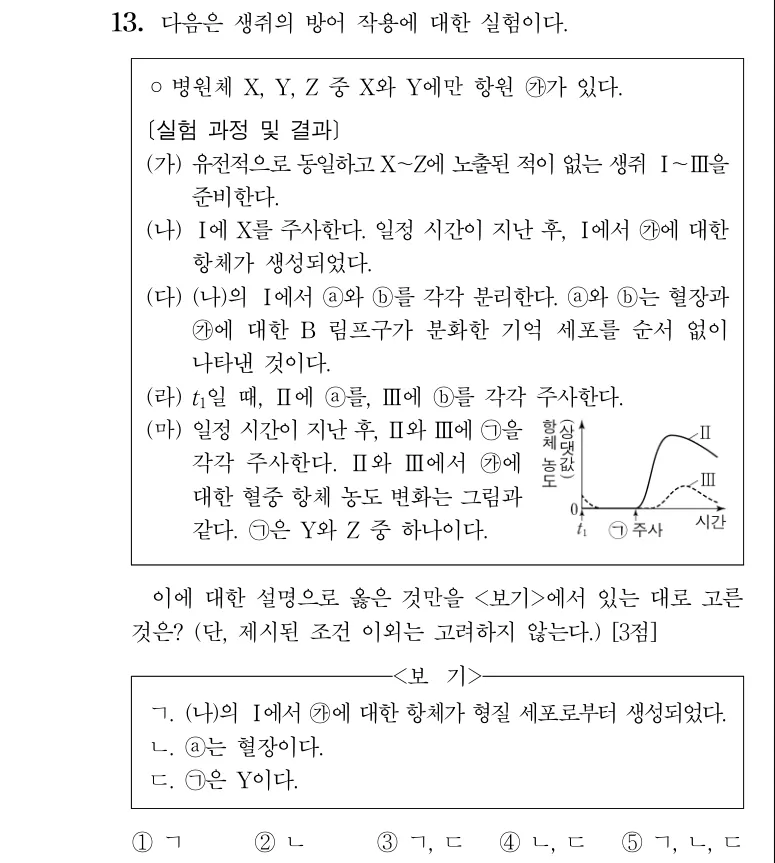 13. 다음은 생쥐의 방어 작용에 대한 실험이다.
○ 병원체 X, Y, Z 중 X와 Y에만 항원 ㉮가 있다.
〔실험 과정 및 결과〕
(가) 유전적으로 동일하고 X~Z에 노출된 적이 없는 생쥐 Ⅰ~Ⅲ을
준비한다.
(나) Ⅰ에 X를 주사한다. 일정 시간이 지난 후, Ⅰ에서 ㉮에 대한
항체가 생성되었다.
(다) (나)의 Ⅰ에서 ⓐ와 ⓑ를 각각 분리한다. ⓐ와 ⓑ는 혈장과
㉮에 대한 B 림프구가 분화한 기억 세포를 순서 없이
나타낸 것이다.
(라) t₁일 때, Ⅱ에 ⓐ를, Ⅲ에 ⓑ를 각각 주사한다.
(마) 일정 시간이 지난 후, Ⅱ와 Ⅲ에 ㉠을
각각 주사한다. Ⅱ와 Ⅲ에서 ㉮에
대한 혈중 항체 농도 변화는 그림과
같다. ㉠은 Y와 Z 중 하나이다.
항체 농도
(상댓값)
Ⅱ
Ⅲ
0
t₁ ㉠ 주사 시간
이에 대한 설명으로 옳은 것만을 <보기>에서 있는 대로 고른
것은? (단, 제시된 조건 이외는 고려하지 않는다.) [3점]
<보 기>
ㄱ. (나)의 Ⅰ에서 ㉮에 대한 항체가 형질 세포로부터 생성되었다.
ㄴ. ⓐ는 혈장이다.
ㄷ. ㉠은 Y이다.
① ㄱ ② ㄴ ③ ㄱ, ㄷ ④ ㄴ, ㄷ ⑤ ㄱ, ㄴ, ㄷ